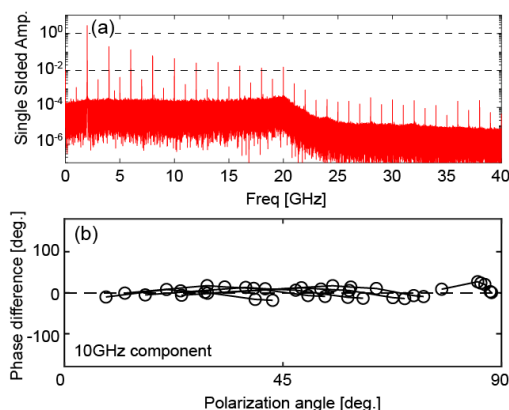 (a)
Single SIded Amp.
10^0
10^-2
10^-4
10^-6
0 5 10 15 20 25 30 35 40
Freq [GHz]
(b)
Phase difference [deg.]
100
0
-100
10GHz component
0 45 90
Polarization angle [deg.]